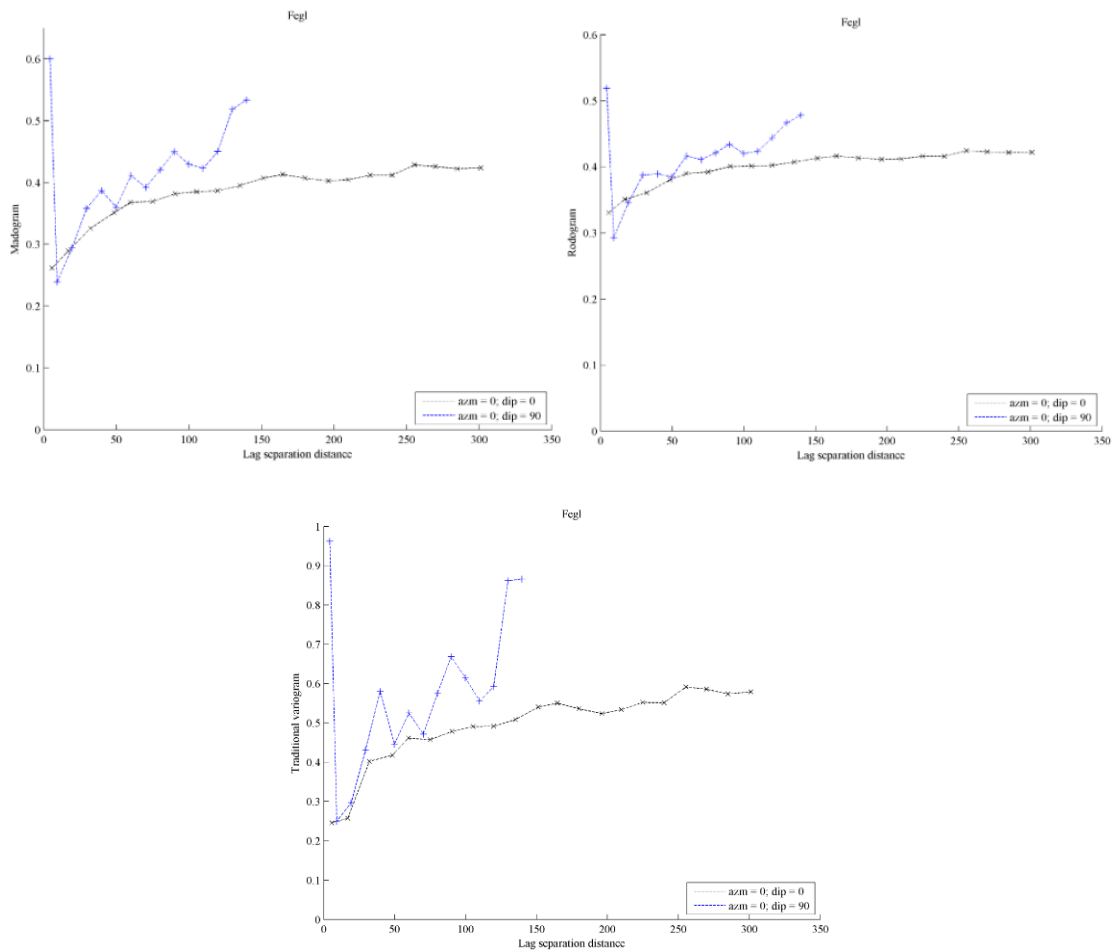 Fegl
Madogram
0.6
0.5
0.4
0.3
0.2
0.1
0
0 50 100 150 200 250 300 350
Lag separation distance
azm = 0; dip = 0
azm = 0; dip = 90
Fegl
Rodogram
0.6
0.5
0.4
0.3
0.2
0.1
0
0 50 100 150 200 250 300 350
Lag separation distance
azm = 0; dip = 0
azm = 0; dip = 90
Fegl
Traditional variogram
1
0.9
0.8
0.7
0.6
0.5
0.4
0.3
0.2
0.1
0
0 50 100 150 200 250 300 350
Lag separation distance
azm = 0; dip = 0
azm = 0; dip = 90